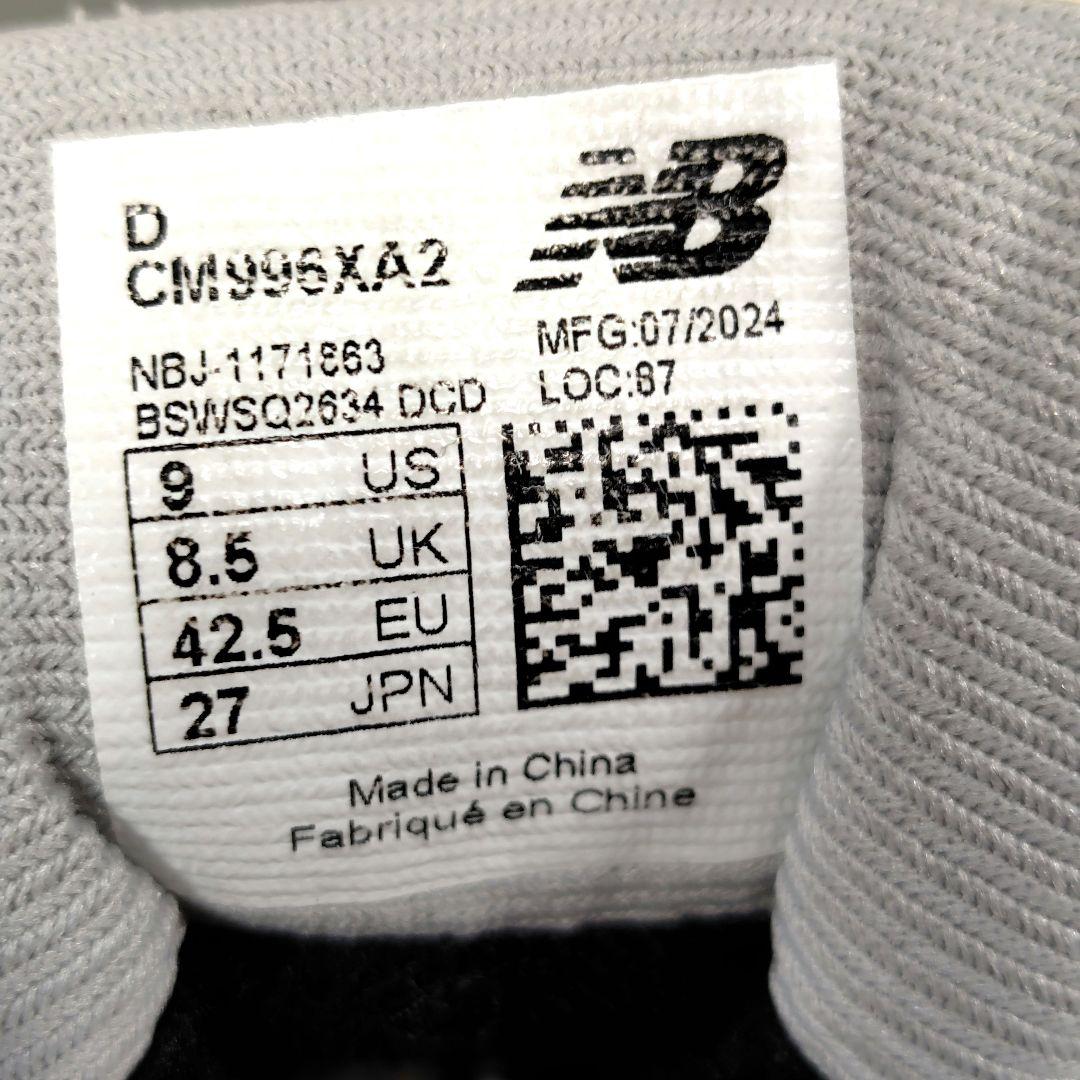 D
CM996XA2
NB
NBJ-1171863
BSWSQ2634 DCD
MFG:07/2024
LOC:87
9 US
8.5 UK
42.5 EU
27 JPN
Made in China
Fabriqué en Chine